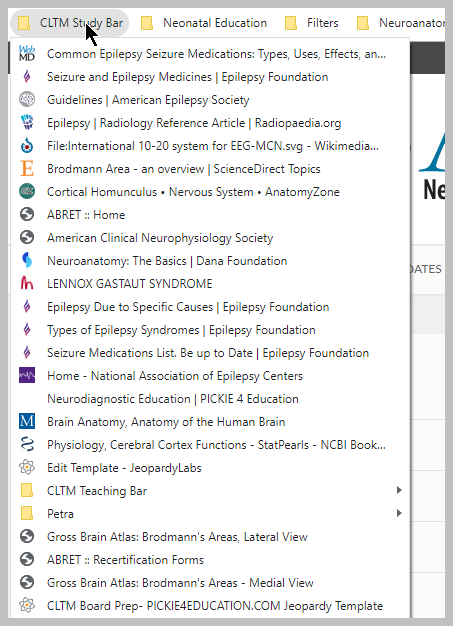 CLTM Study Bar Neonatal Education Filters Neuroanator
Web MD Common Epilepsy Seizure Medications: Types, Uses, Effects, an...
Seizure and Epilepsy Medicines | Epilepsy Foundation
Guidelines | American Epilepsy Society
Epilepsy | Radiology Reference Article | Radiopaedia.org
File:International 10-20 system for EEG-MCN.svg - Wikimedia...
E Brodmann Area - an overview | ScienceDirect Topics
Cortical Homunculus • Nervous System • AnatomyZone
ABRET :: Home
Ne
American Clinical Neurophysiology Society
Neuroanatomy: The Basics | Dana Foundation
DATES
LENNOX GASTAUT SYNDROME
Epilepsy Due to Specific Causes | Epilepsy Foundation
Types of Epilepsy Syndromes | Epilepsy Foundation
Seizure Medications List. Be up to Date | Epilepsy Foundation
Home - National Association of Epilepsy Centers
Neurodiagnostic Education | PICKIE 4 Education
M Brain Anatomy, Anatomy of the Human Brain
Physiology, Cerebral Cortex Functions - StatPearls - NCBI Book...
Edit Template - JeopardyLabs
CLTM Teaching Bar
Petra
Gross Brain Atlas: Brodmann's Areas, Lateral View
ABRET :: Recertification Forms
Gross Brain Atlas: Brodmann's Areas - Medial View
CLTM Board Prep- PICKIE4EDUCATION.COM Jeopardy Template